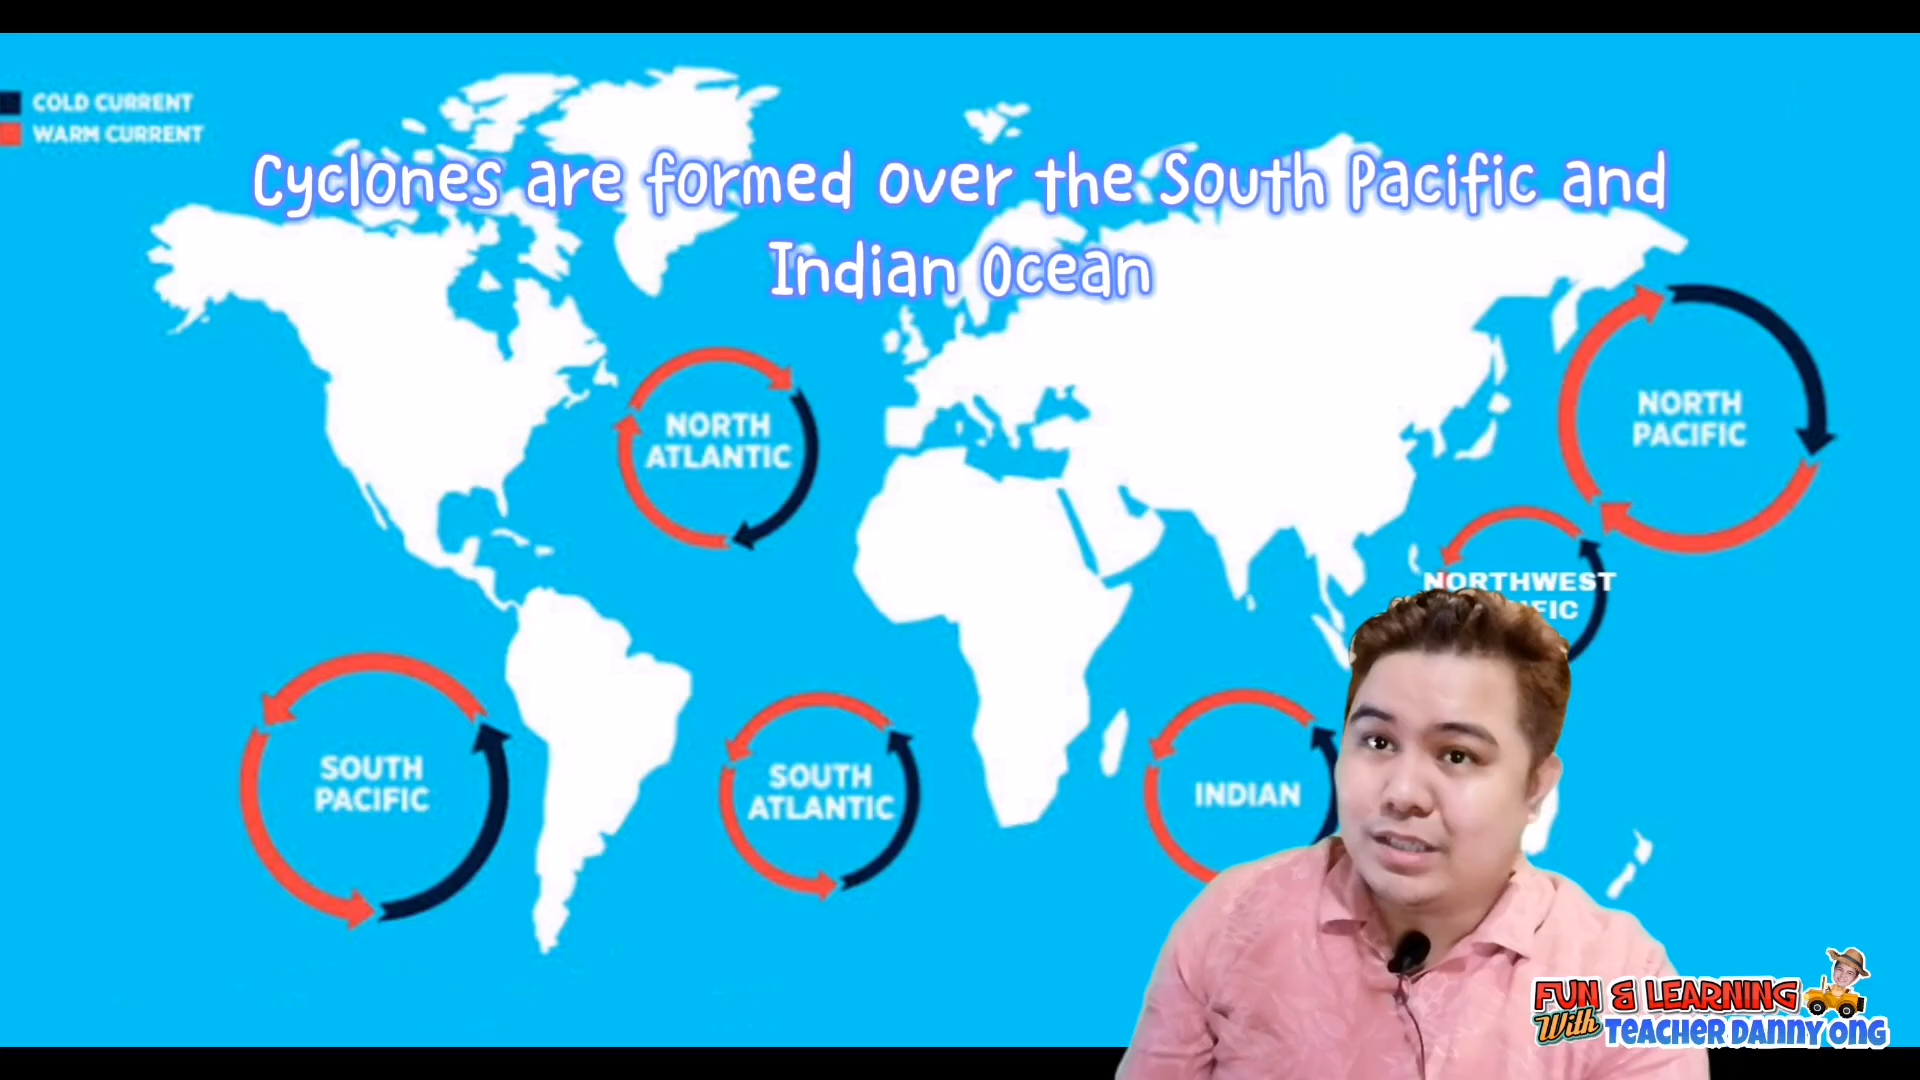 COLD CURRENT
WARM CURRENT
Cyclones are formed over the South Pacific and
Indian Ocean
NORTH
ATLANTIC
NORTH
PACIFIC
NORTHWEST
SOUTH
PACIFIC
SOUTH
ATLANTIC
INDIAN
FUN & LEARNING
With TEACHER DANNY ONG